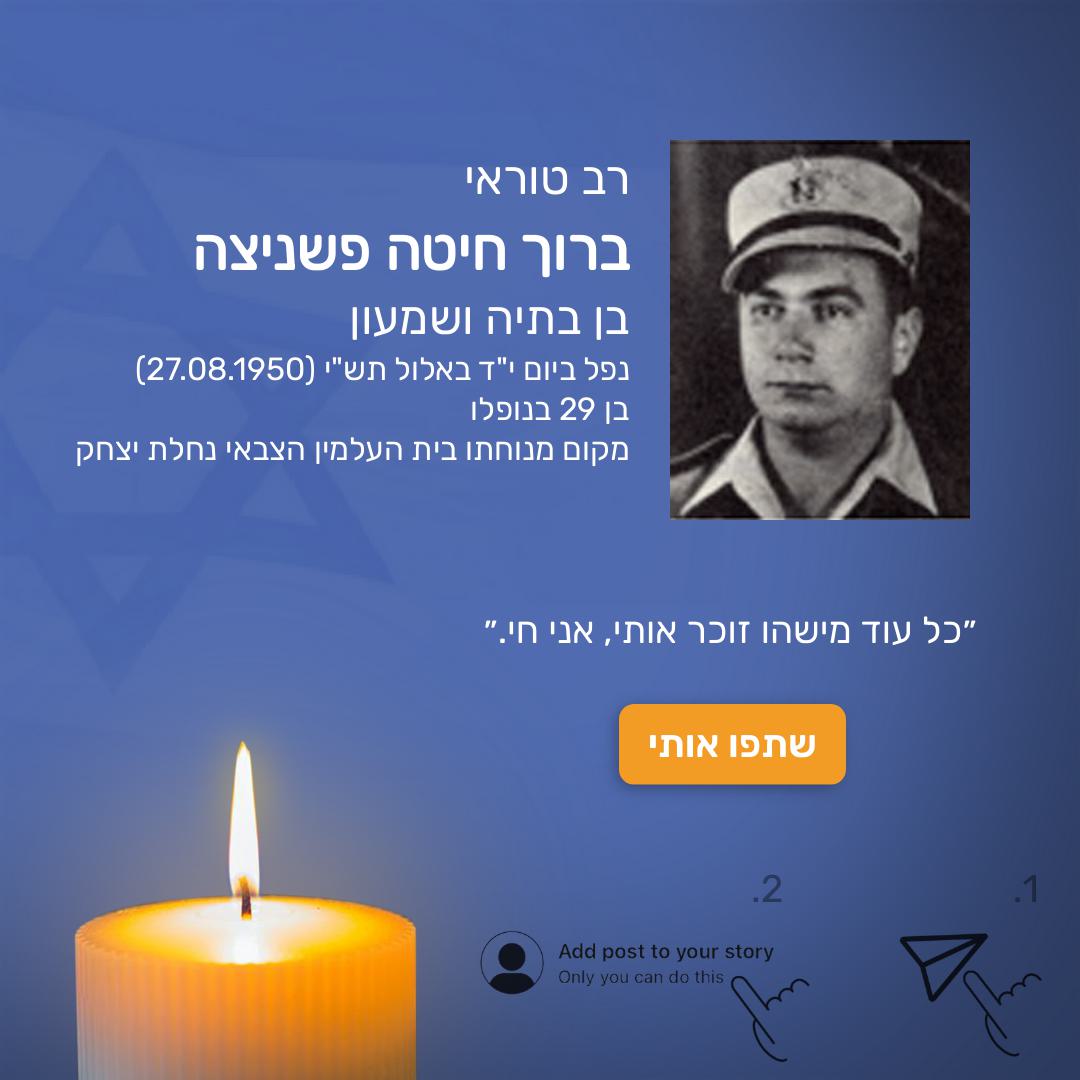 רב טוראי
ברוך חיטה פשניצה
בן בתיה ושמעון
נפל ביום י"ד באלול תש"י (27.08.1950)
בן 29 בנופלו
מקום מנוחתו בית העלמין הצבאי נחלת יצחק
״כל עוד מישהו זוכר אותי, אני חי.״
שתפו אותי
.1
.2
Add post to your story
Only you can do this